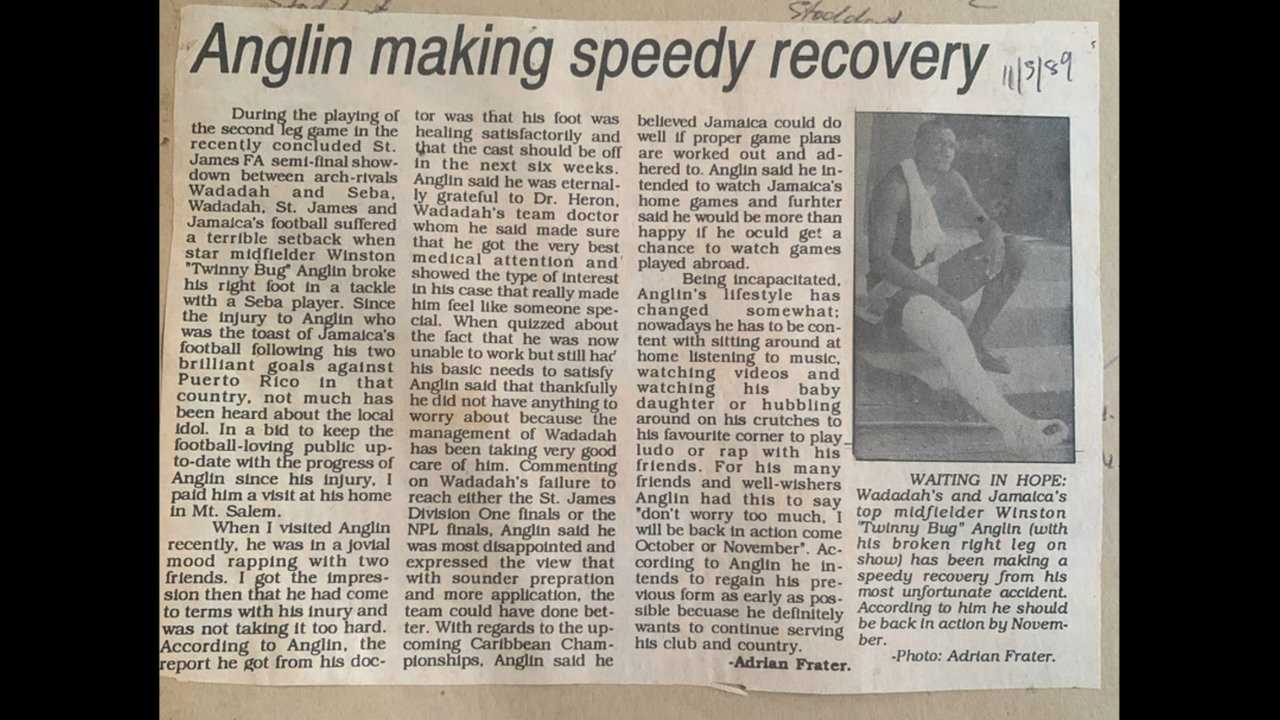 Anglin making speedy recovery
11/3/89
During the playing of
the second leg game in the
recently concluded St.
James FA semi-final show-
down between arch-rivals
Wadadah and Seba,
Wadadah, St. James and
Jamaica's football suffered
a terrible setback when
star midfielder Winston
"Twinny Bug" Anglin broke
his right foot in a tackle
with a Seba player. Since
the injury to Anglin who
was the toast of Jamaica's
football following his two
brilliant goals against
Puerto Rico in that
country, not much has
been heard about the local
idol. In a bid to keep the
football-loving public up-
to-date with the progress of
Anglin since his injury, I
paid him a visit at his home
in Mt. Salem.
When I visited Anglin
recently, he was in a jovial
mood rapping with two
friends. I got the impres-
sion then that he had come
to terms with his inury and
was not taking it too hard.
According to Anglin, the
report he got from his doc-
tor was that his foot was
healing satisfactorily and
that the cast should be off
in the next six weeks.
Anglin said he was eternal-
ly grateful to Dr. Heron,
Wadadah's team doctor
whom he said made sure
that he got the very best
medical attention and
showed the type of interest
in his case that really made
him feel like someone spe-
cial. When quizzed about
the fact that he was now
unable to work but still had
his basic needs to satisfy
Anglin said that thankfully
he did not have anything to
worry about because the
management of Wadadah
has been taking very good
care of him. Commenting
on Wadadah's failure to
reach either the St. James
Division One finals or the
NPL finals, Anglin said he
was most disappointed and
expressed the view that
with sounder prepration
and more application, the
team could have done bet-
ter. With regards to the up-
coming Caribbean Cham-
pionships, Anglin said he
believed Jamaica could do
well if proper game plans
are worked out and ad-
hered to. Anglin said he in-
tended to watch Jamaica's
home games and furhter
said he would be more than
happy if he oculd get a
chance to watch games
played abroad.
Being incapacitated,
Anglin's lifestyle has
changed somewhat;
nowadays he has to be con-
tent with sitting around at
home listening to music,
watching videos and
watching his baby
daughter or hubbling
around on his crutches to
his favourite corner to play
ludo or rap with his
friends. For his many
friends and well-wishers
Anglin had this to say
"don't worry too much, I
will be back in action come
October or November". Ac-
cording to Anglin he in-
tends to regain his pre-
vious form as early as pos-
sible becuase he definitely
wants to continue serving
his club and country.
-Adrian Frater.
WAITING IN HOPE:
Wadadah's and Jamaica's
top midfielder Winston
"Twinny Bug" Anglin (with
his broken right leg on
show) has been making a
speedy recovery from his
most unfortunate accident.
According to him he should
be back in action by Novem-
ber.
-Photo: Adrian Frater.